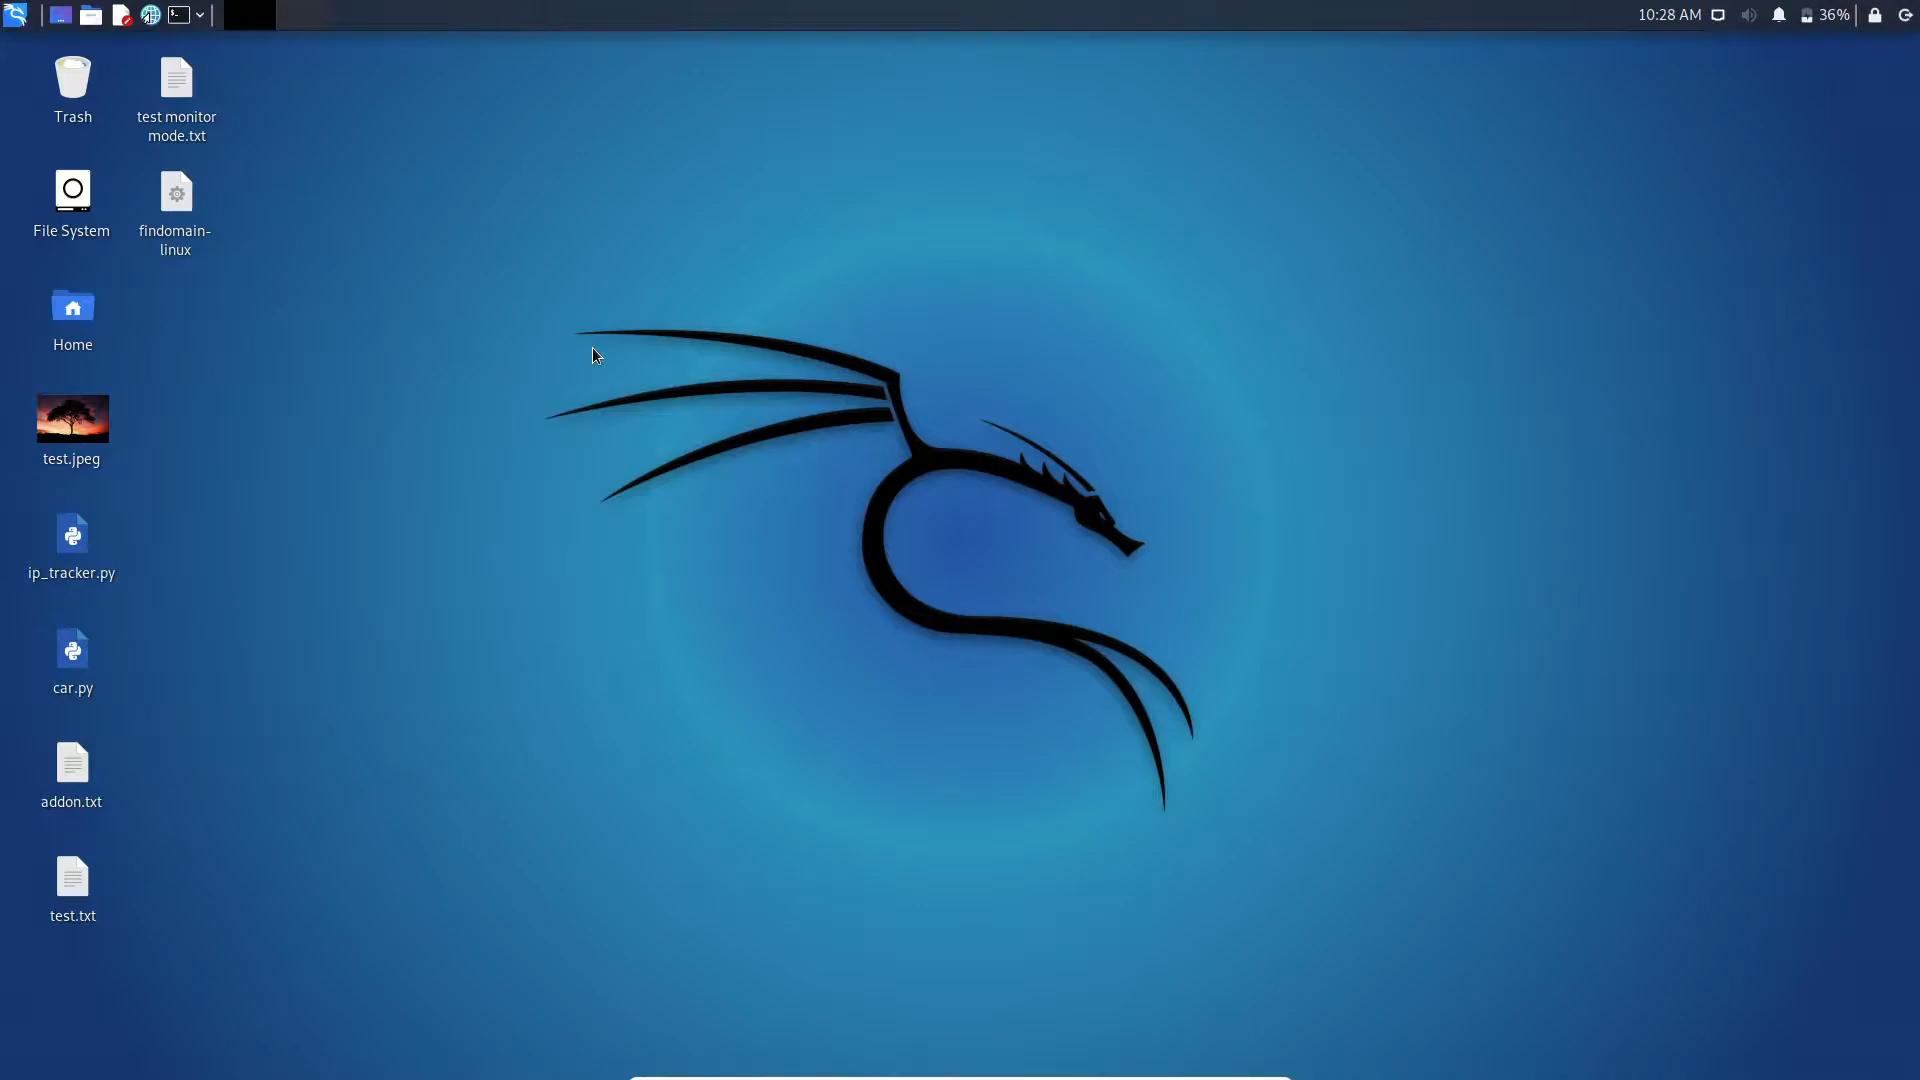 10:28 AM
36%
Trash
test monitor
mode.txt
File System
findomain-
linux
Home
test.jpeg
ip_tracker.py
car.py
addon.txt
test.txt